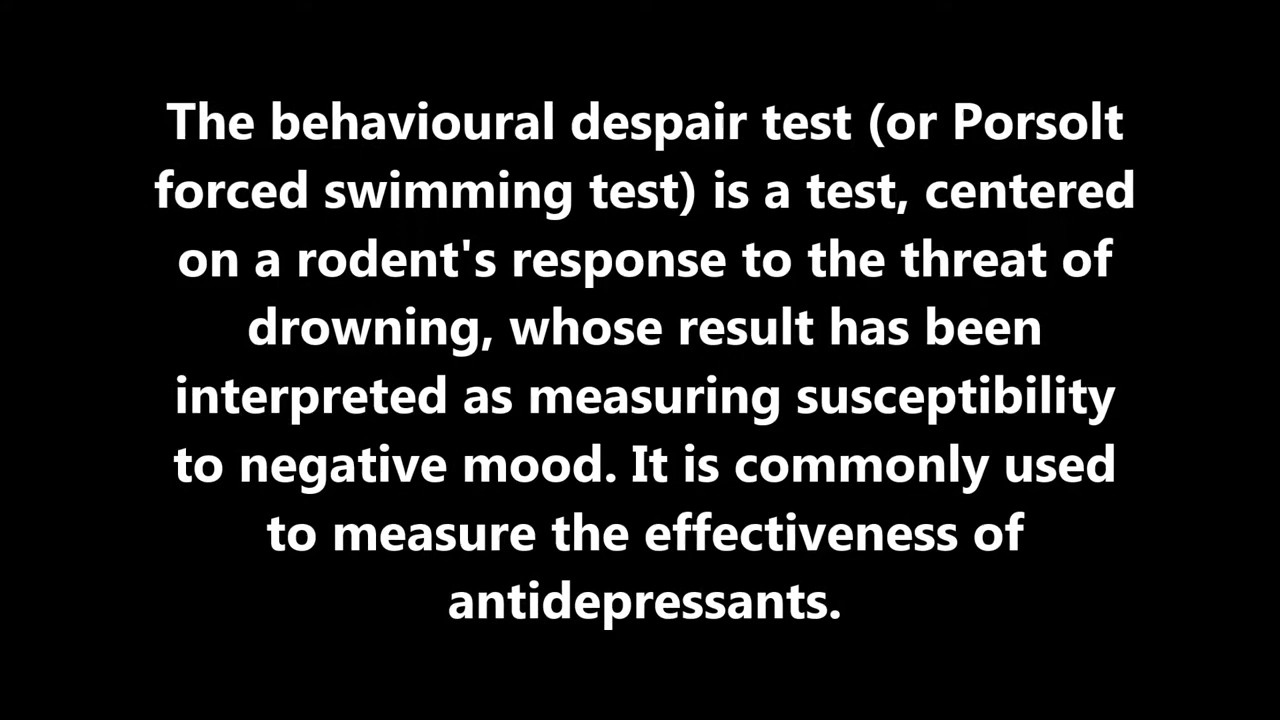 The behavioural despair test (or Porsolt
forced swimming test) is a test, centered
on a rodent's response to the threat of
drowning, whose result has been
interpreted as measuring susceptibility
to negative mood. It is commonly used
to measure the effectiveness of
antidepressants.